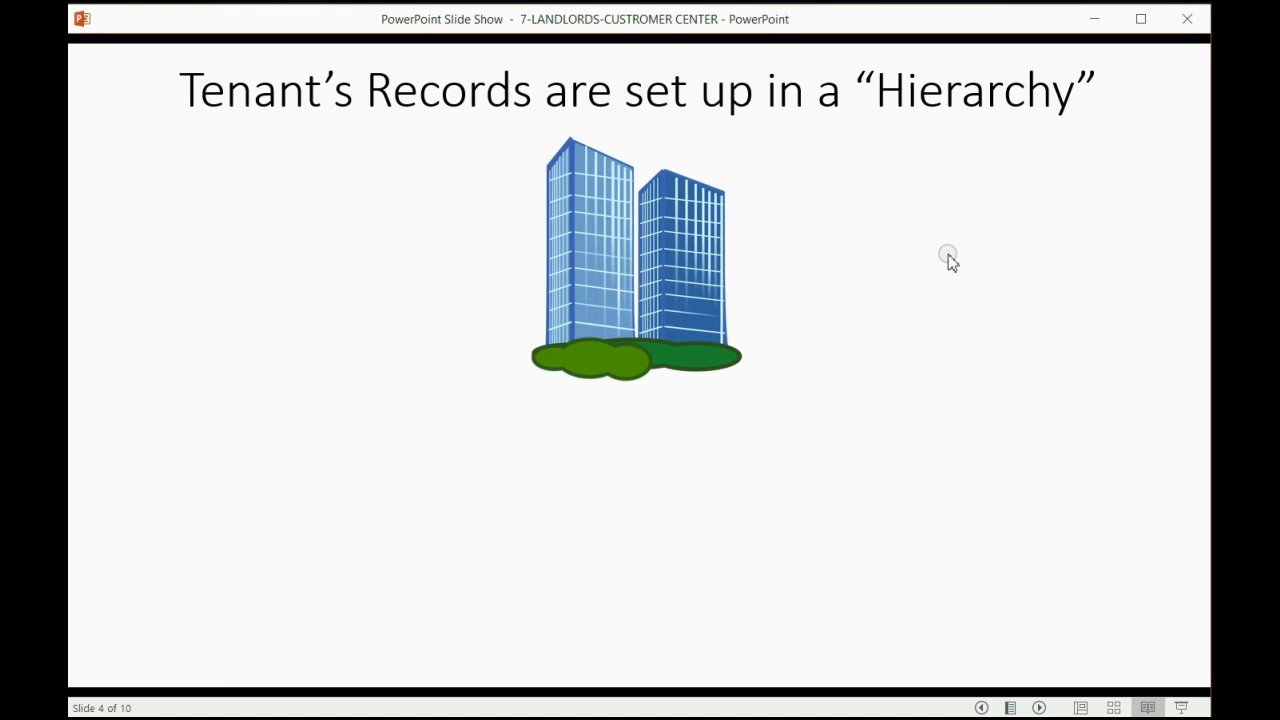 PowerPoint Slide Show - 7-LANDLORDS-CUSTROMER CENTER - PowerPoint
Tenant’s Records are set up in a “Hierarchy”
Slide 4 of 10